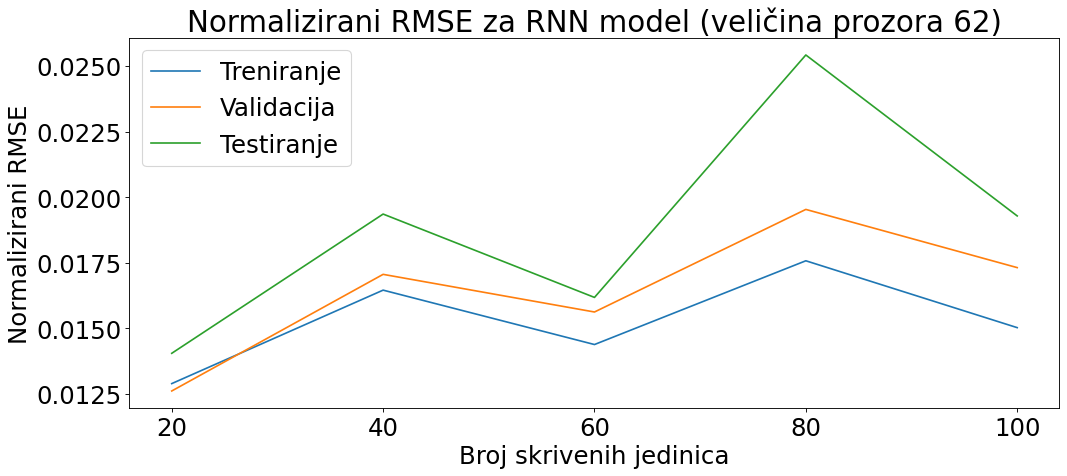 Normalizirani RMSE za RNN model (veličina prozora 62)
Treniranje
Validacija
Testiranje
Normalizirani RMSE
0.0250
0.0225
0.0200
0.0175
0.0150
0.0125
20 40 60 80 100
Broj skrivenih jedinica